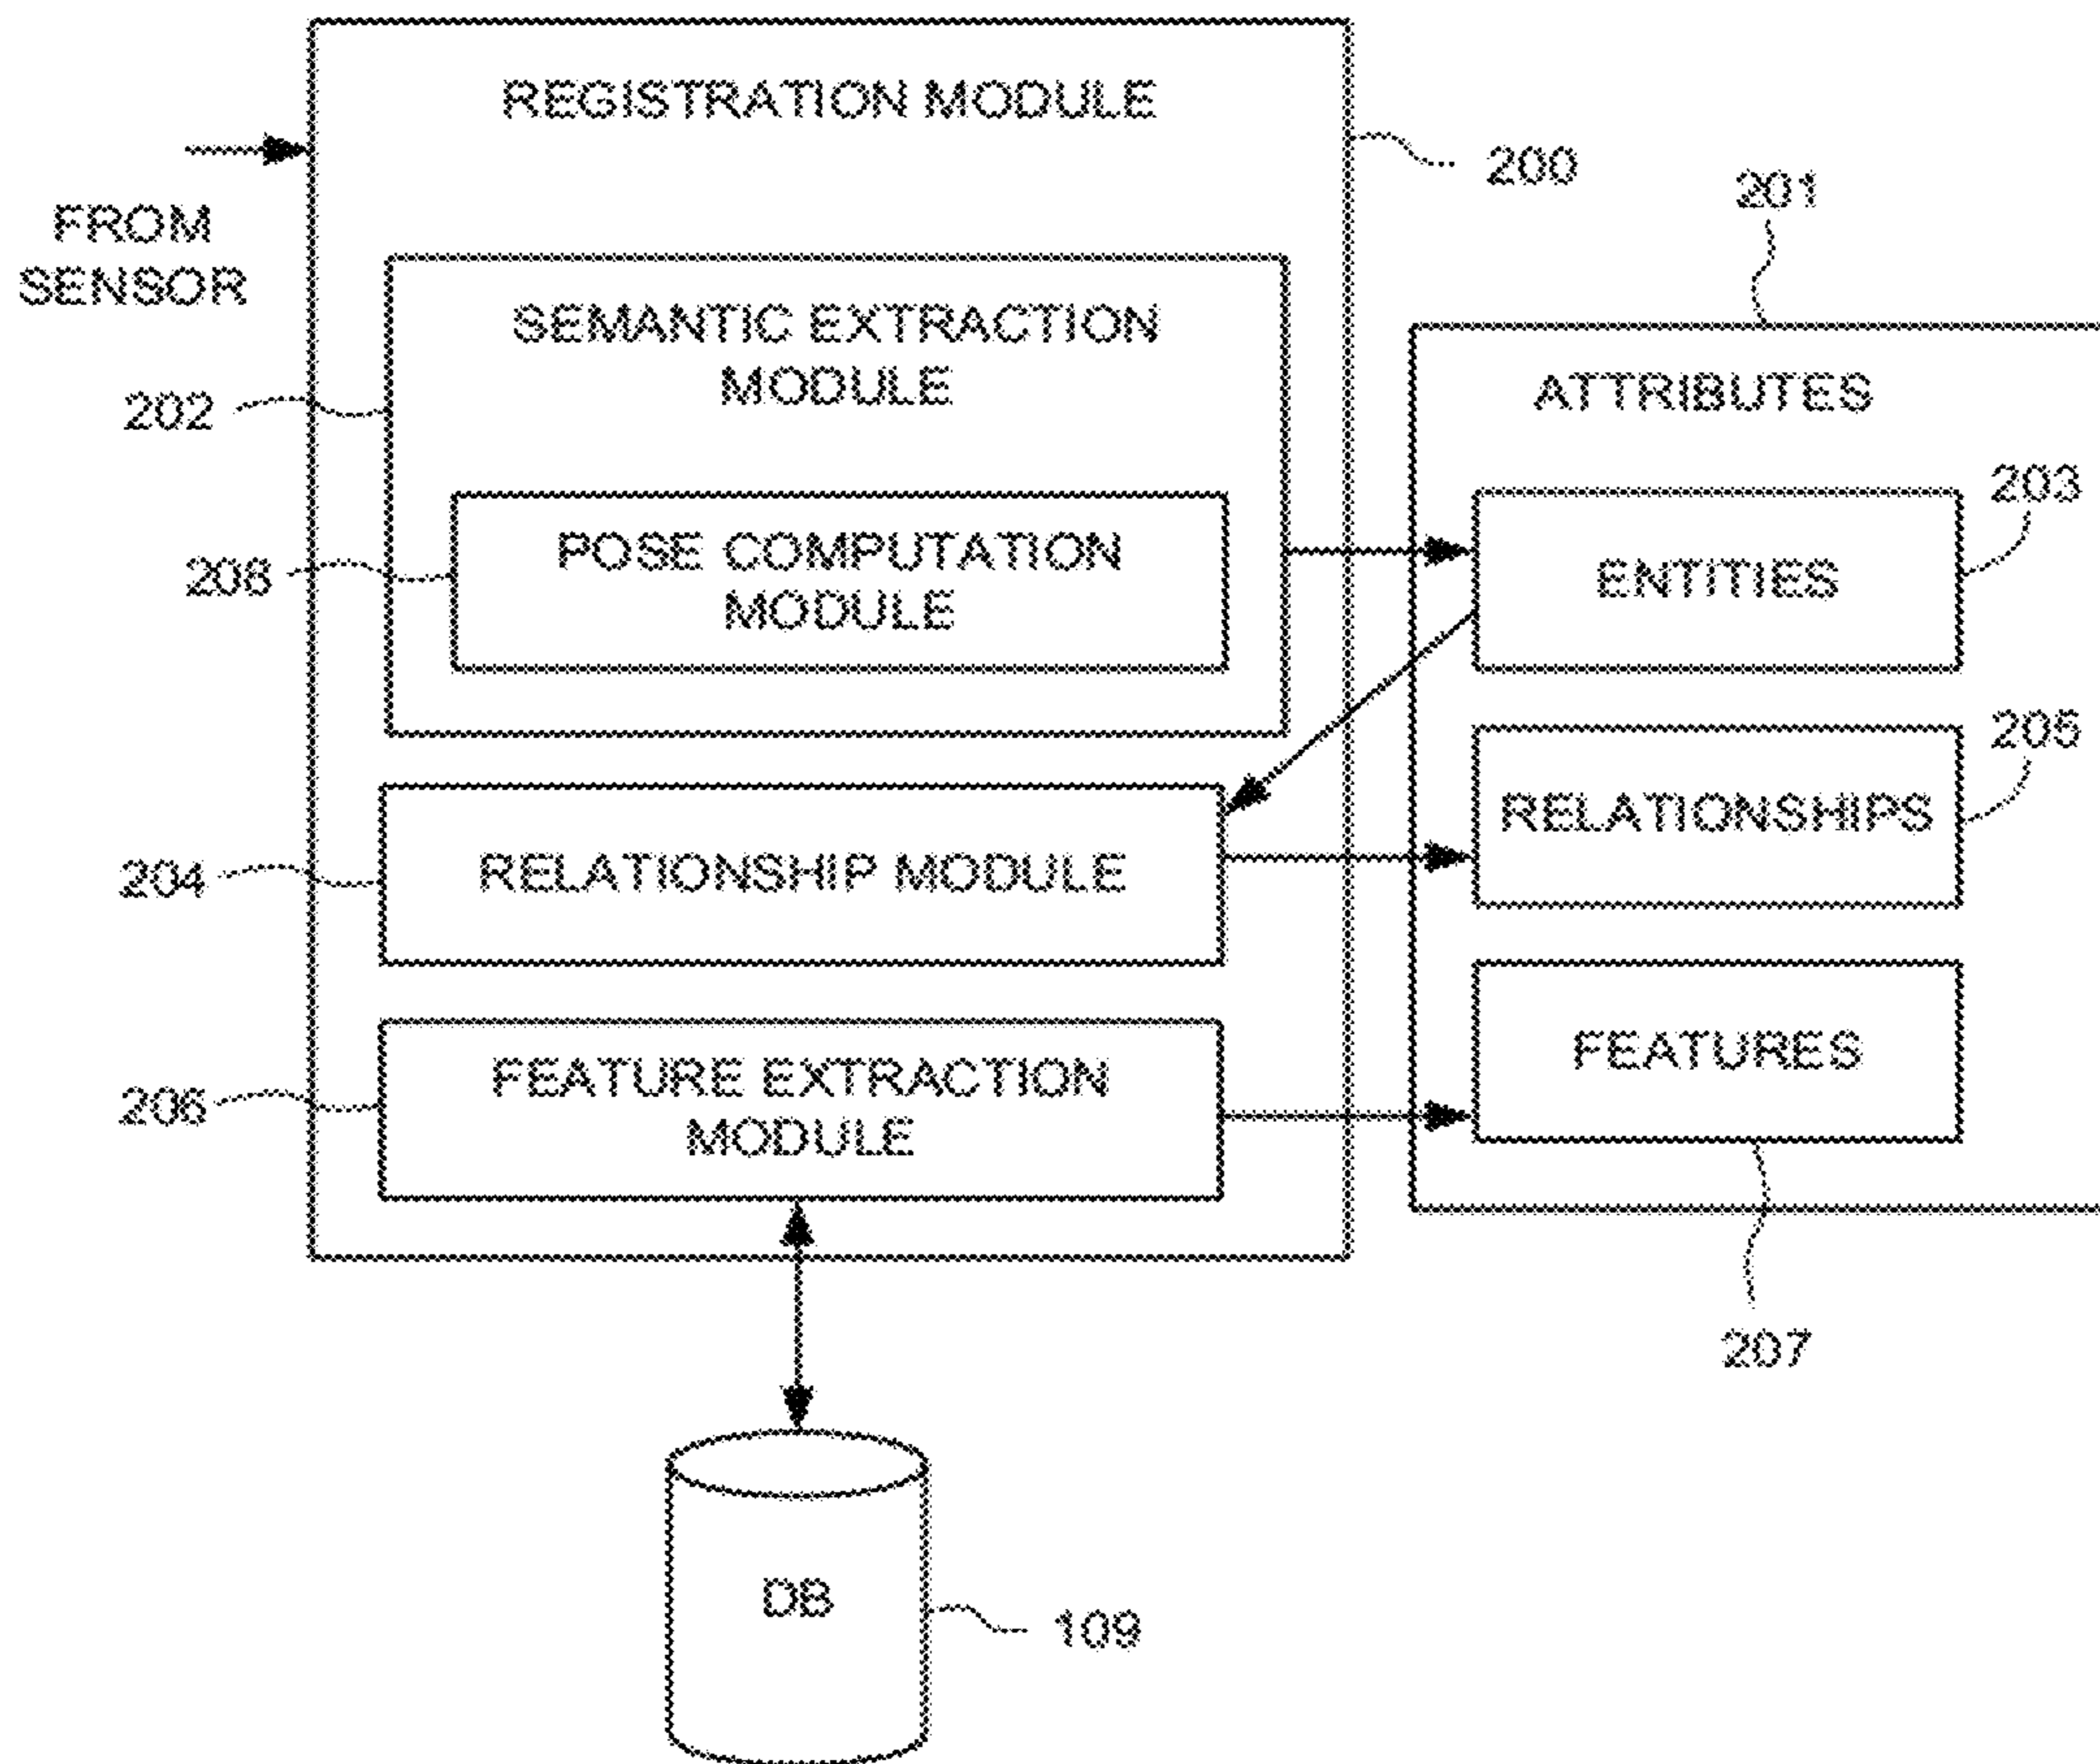 REGISTRATION MODULE
200
FROM
SENSOR
201
SEMANTIC EXTRACTION
MODULE
202
ATTRIBUTES
203
POSE COMPUTATION
MODULE
206
ENTITIES
205
RELATIONSHIPS
204
RELATIONSHIP MODULE
FEATURES
FEATURE EXTRACTION
MODULE
206
207
DB
109